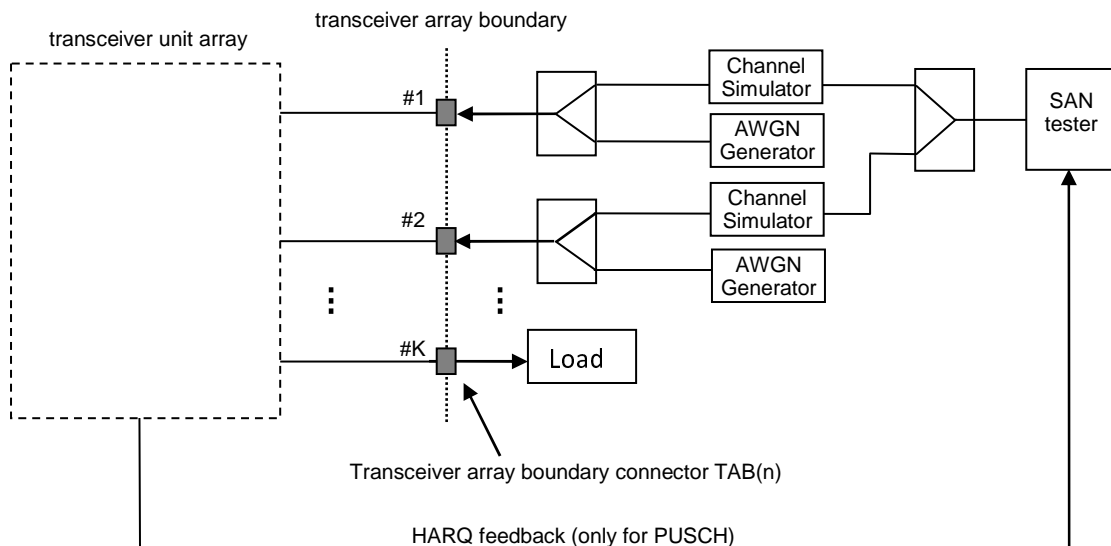 transceiver array boundary
transceiver unit array
#1
Channel
Simulator
AWGN
Generator
SAN
tester
#2
Channel
Simulator
AWGN
Generator
#K
Load
Transceiver array boundary connector TAB(n)
HARQ feedback (only for PUSCH)